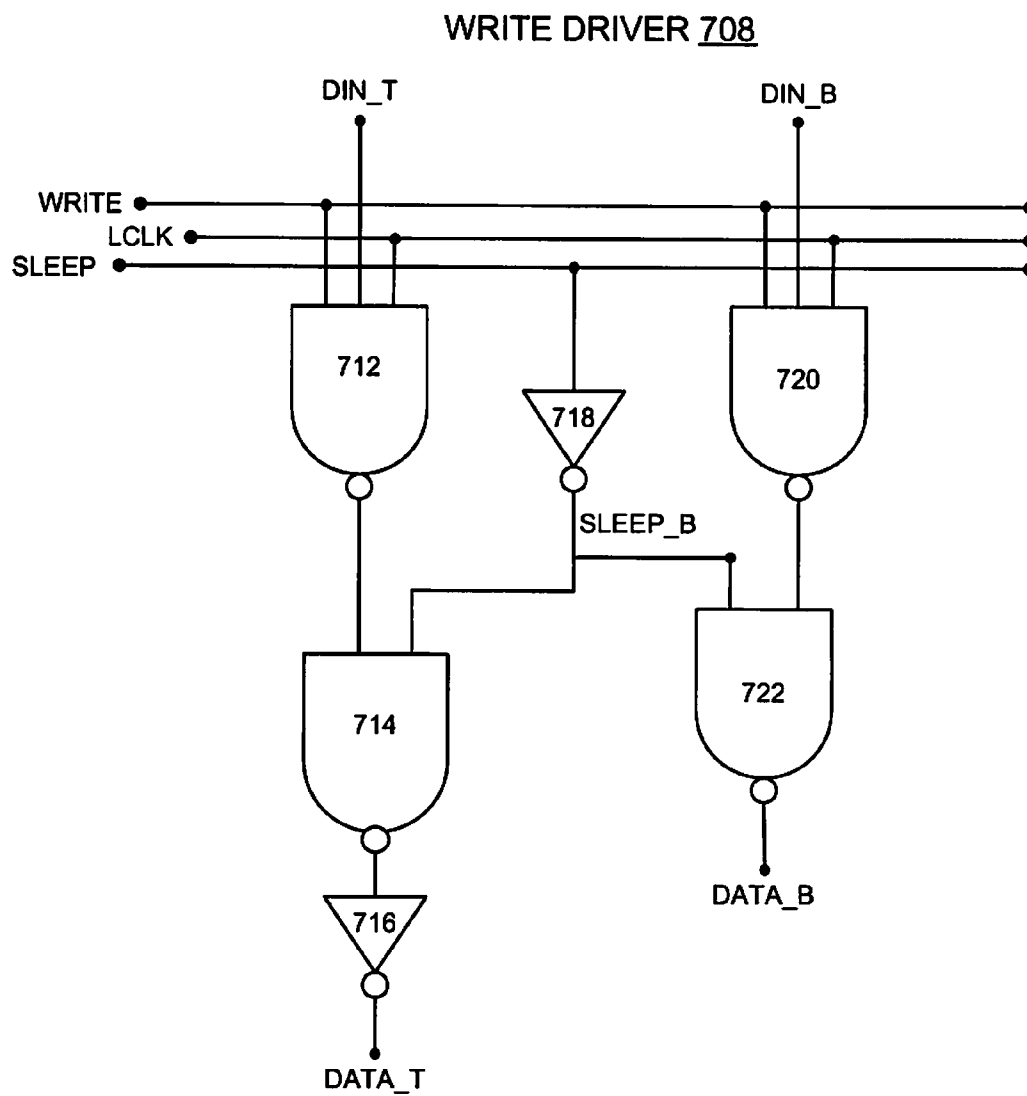 WRITE DRIVER 708
DIN_T
DIN_B
WRITE
LCLK
SLEEP
712
718
720
SLEEP_B
714
722
716
DATA_B
DATA_T